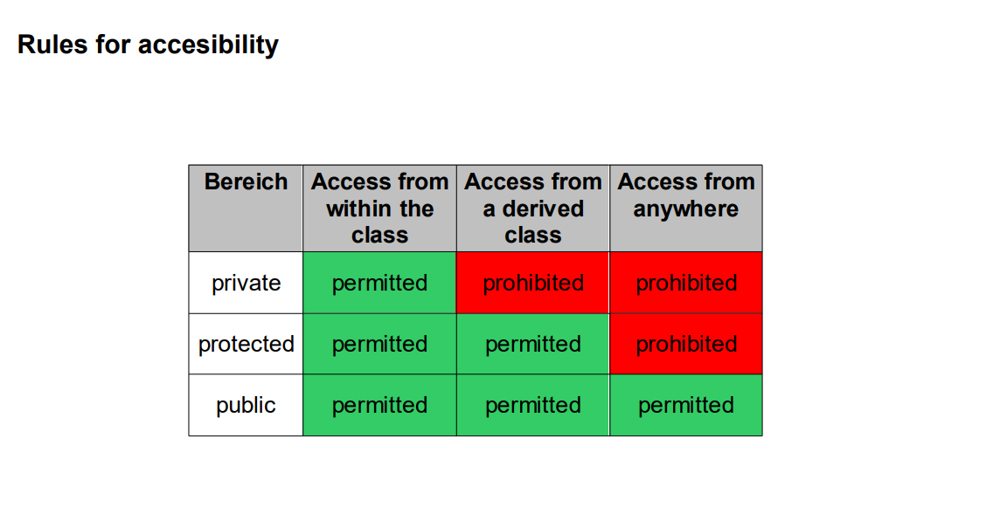 Rules for accesibility
Bereich Access from Access from Access from
within the a derived anywhere
class class
private permitted prohibited prohibited
protected permitted permitted prohibited
public permitted permitted permitted